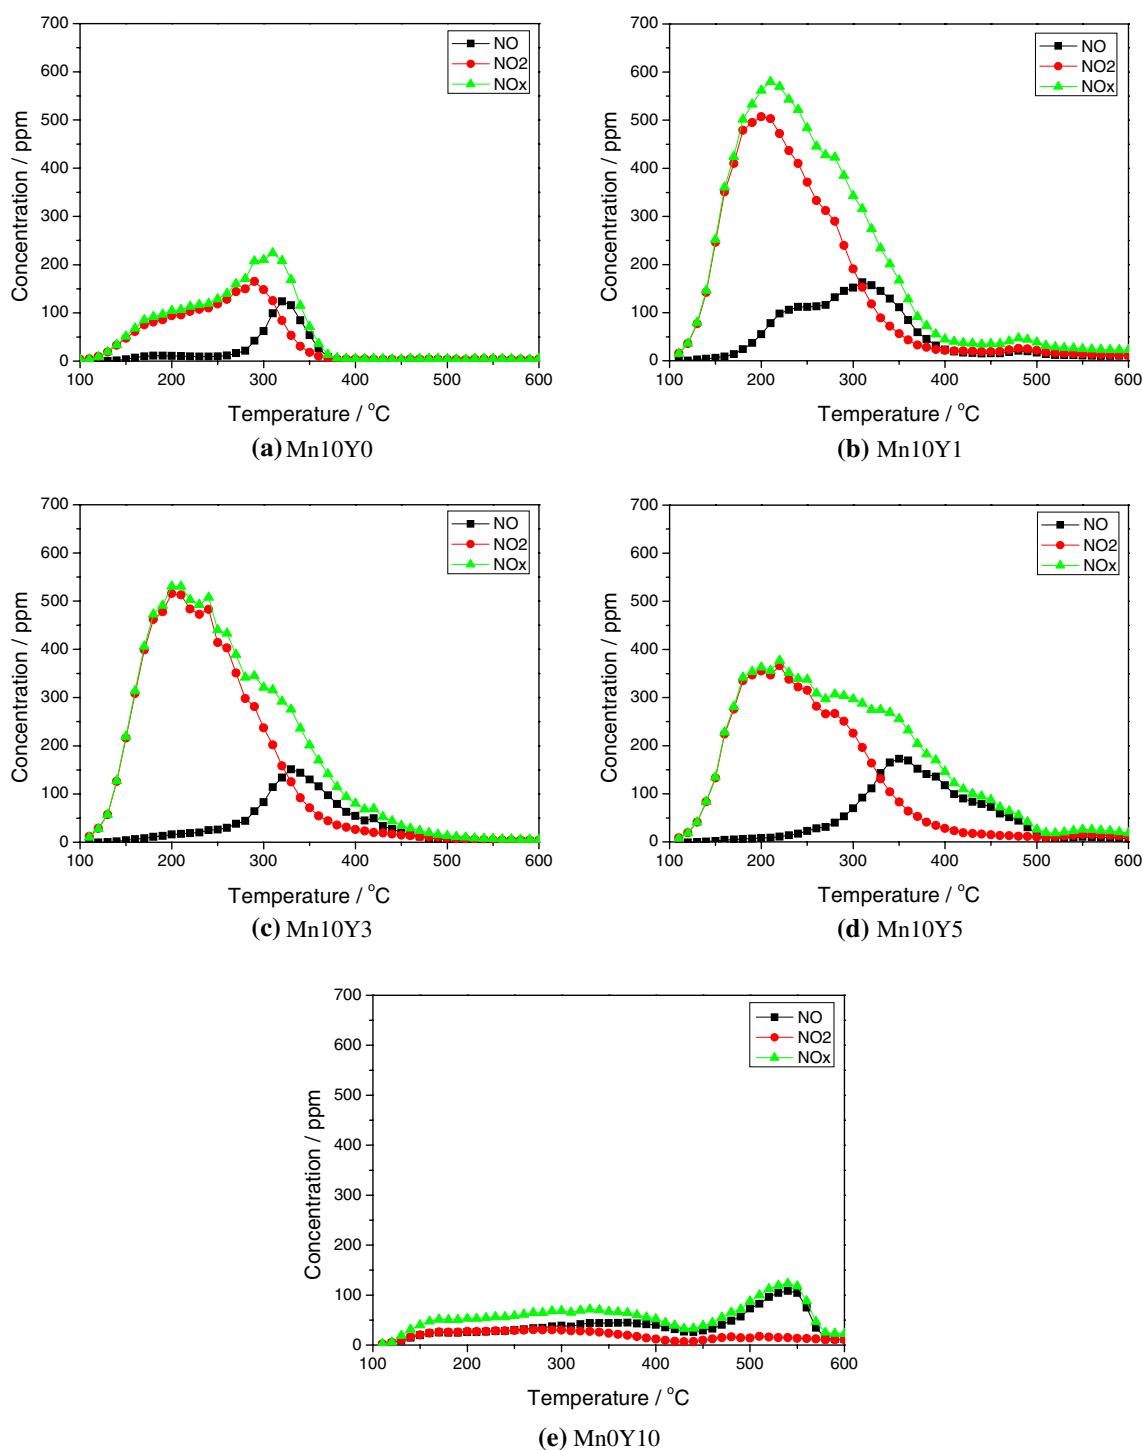 700
600
500
400
300
200
100
0
Concentration / ppm
NO
NO2
NOx
100 200 300 400 500 600
Temperature / °C
(a) Mn10Y0
700
600
500
400
300
200
100
0
Concentration / ppm
NO
NO2
NOx
100 200 300 400 500 600
Temperature / °C
(b) Mn10Y1
700
600
500
400
300
200
100
0
Concentration / ppm
NO
NO2
NOx
100 200 300 400 500 600
Temperature / °C
(c) Mn10Y3
700
600
500
400
300
200
100
0
Concentration / ppm
NO
NO2
NOx
100 200 300 400 500 600
Temperature / °C
(d) Mn10Y5
700
600
500
400
300
200
100
0
Concentration / ppm
NO
NO2
NOx
100 200 300 400 500 600
Temperature / °C
(e) Mn0Y10